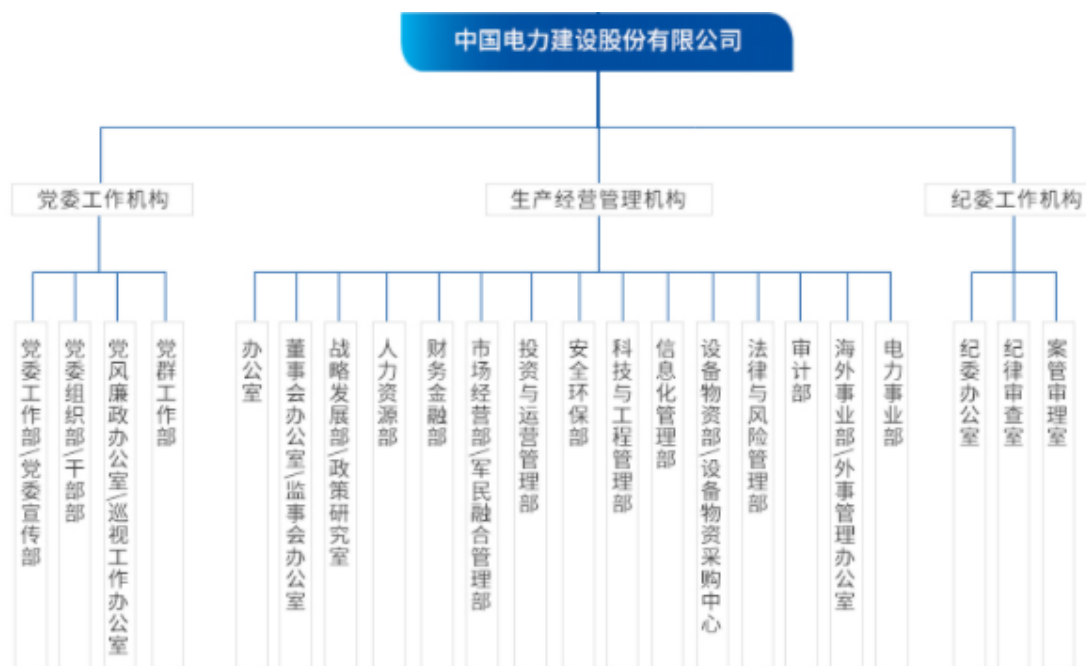 中国电力建设股份有限公司
党委工作机构
生产经营管理机构
纪委工作机构
党委工作部\党委宣传部
党委组织部\干部部
党风廉政办公室\巡视工作办公室
党群工作部
办公室
董事会办公室\监事会办公室
战略发展部\政策研究室
人力资源部
财务金融部
市场经营部\军民融合管理部
投资与运营管理部
安全环保部
科技与工程管理部
信息化管理部
设备物资部\设备物资采购中心
法律与风险管理部
审计部
海外事业部\外事管理办公室
电力事业部
纪委办公室
纪律审查室
案管审理室